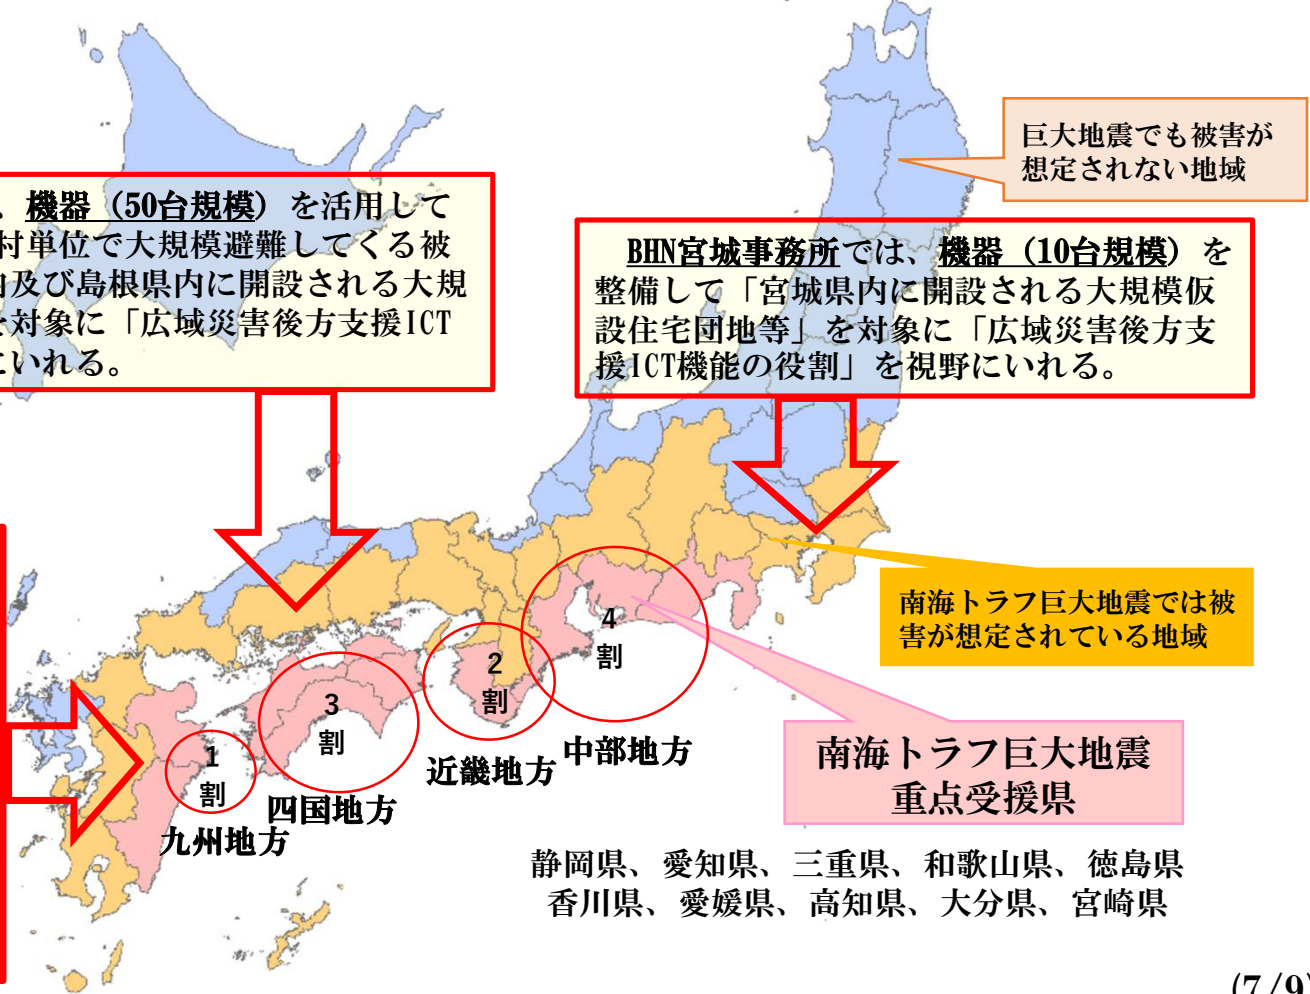 巨大地震でも被害が
想定されない地域
機器（50台規模）を活用して
村単位で大規模避難してくる被
及び島根県内に開設される大規
対象に「広域災害後方支援ICT
にいれる。
BHN宮城事務所では、機器（10台規模）を
整備して「宮城県内に開設される大規模仮
設住宅団地等」を対象に「広域災害後方支
援ICT機能の役割」を視野にいれる。
南海トラフ巨大地震では被
害が想定されている地域
4
割
2
割
3
割
1
割
中部地方
近畿地方
四国地方
九州地方
南海トラフ巨大地震
重点受援県
静岡県、愛知県、三重県、和歌山県、徳島県
香川県、愛媛県、高知県、大分県、宮崎県
(7/9)